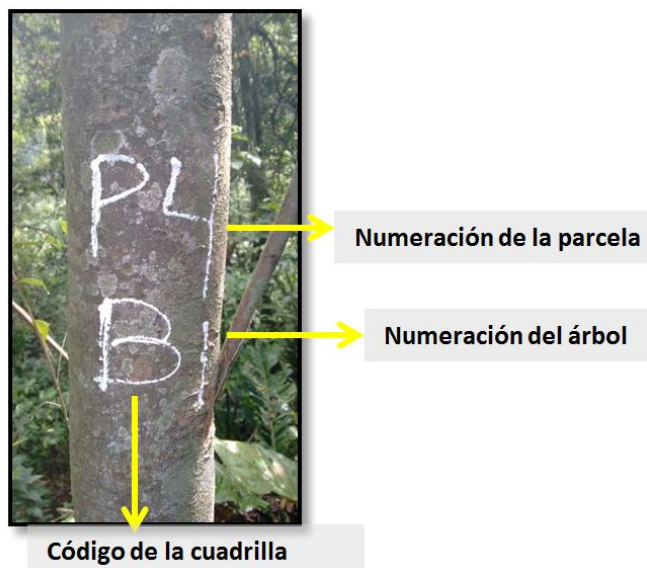 P4
B1
Numeración de la parcela
Numeración del árbol
Código de la cuadrilla